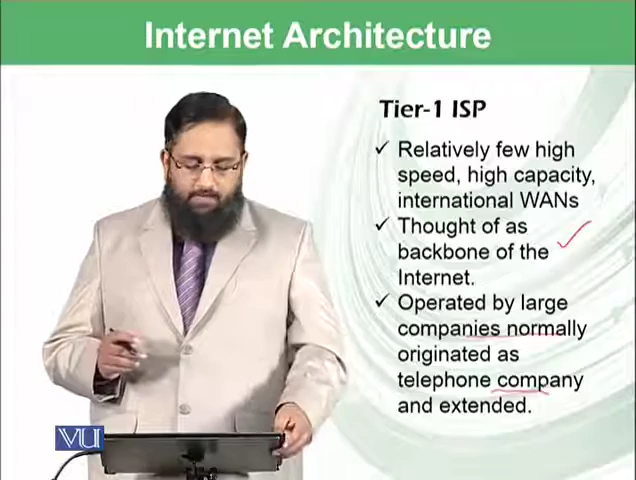 Internet Architecture
Tier-1 ISP
✓ Relatively few high
speed, high capacity,
international WANs
✓ Thought of as
backbone of the
Internet.
✓ Operated by large
companies normally
originated as
telephone company
and extended.
VU